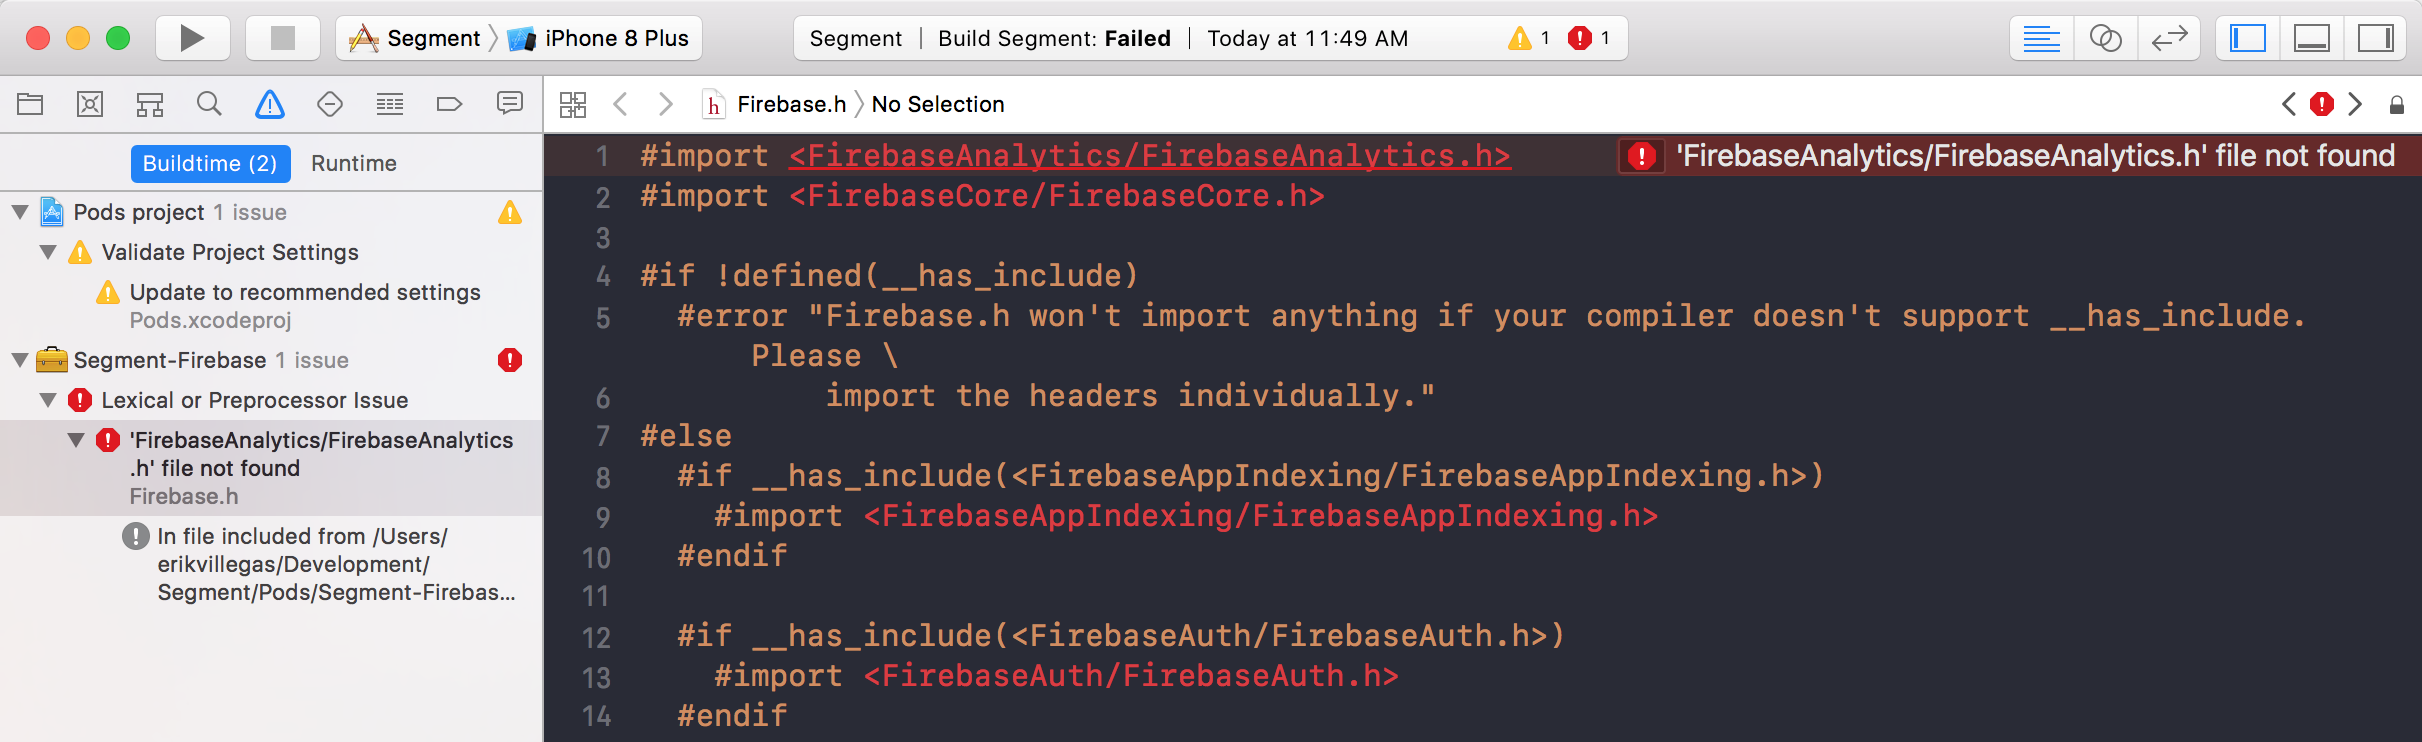 Segment 〉 iPhone 8 Plus
Segment | Build Segment: Failed | Today at 11:49 AM
1 1
Firebase.h 〉 No Selection
Buildtime (2) Runtime
Pods project 1 issue
Validate Project Settings
Update to recommended settings
Pods.xcodeproj
Segment-Firebase 1 issue
Lexical or Preprocessor Issue
'FirebaseAnalytics/FirebaseAnalytics
.h' file not found
Firebase.h
In file included from /Users/
erikvillegas/Development/
Segment/Pods/Segment-Firebas...
1 #import <FirebaseAnalytics/FirebaseAnalytics.h> 'FirebaseAnalytics/FirebaseAnalytics.h' file not found
2 #import <FirebaseCore/FirebaseCore.h>
3
4 #if !defined(__has_include)
5 #error "Firebase.h won't import anything if your compiler doesn't support __has_include.
Please \
6 import the headers individually."
7 #else
8 #if __has_include(<FirebaseAppIndexing/FirebaseAppIndexing.h>)
9 #import <FirebaseAppIndexing/FirebaseAppIndexing.h>
10 #endif
11
12 #if __has_include(<FirebaseAuth/FirebaseAuth.h>)
13 #import <FirebaseAuth/FirebaseAuth.h>
14 #endif